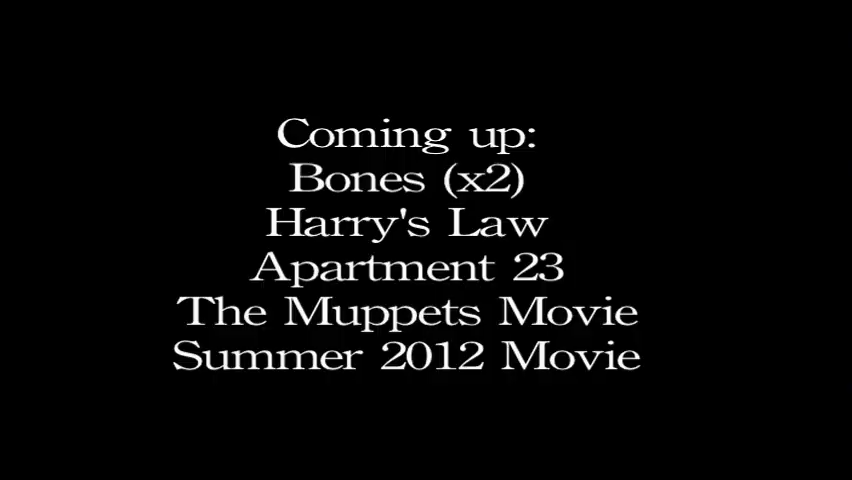 Coming up:
Bones (x2)
Harry's Law
Apartment 23
The Muppets Movie
Summer 2012 Movie